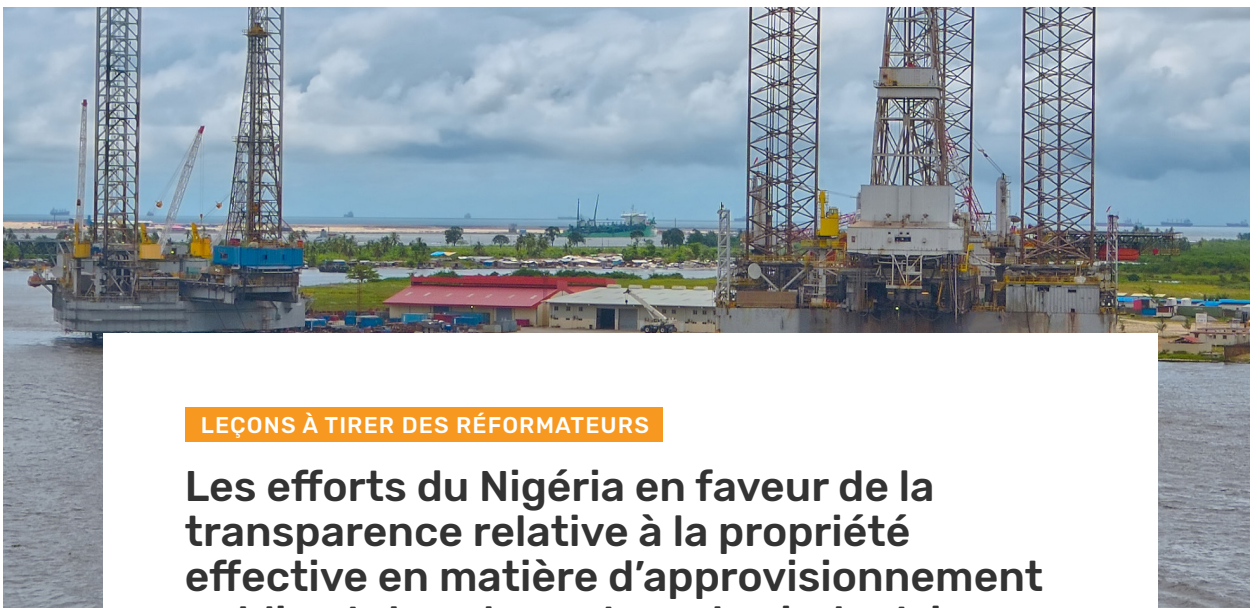 LEÇONS À TIRER DES RÉFORMATEURS
Les efforts du Nigéria en faveur de la
transparence relative à la propriété
effective en matière d’approvisionnement